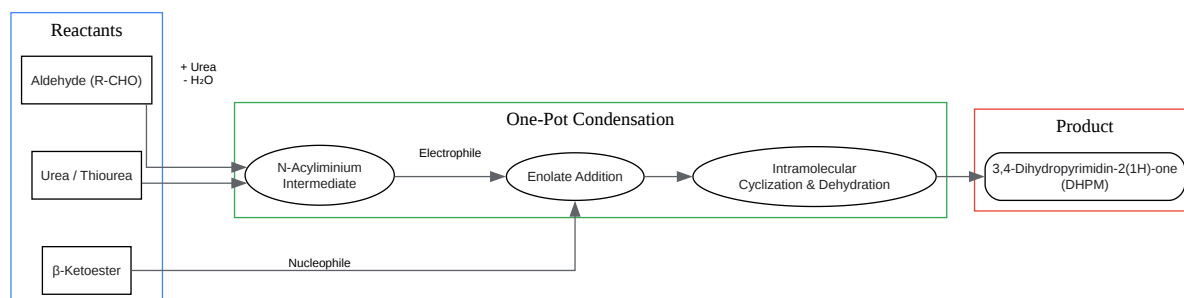 Reactants
Aldehyde (R-CHO)
Urea / Thiourea
β-Ketoester
+ Urea
- H₂O
One-Pot Condensation
N-Acyliminium
Intermediate
Electrophile
Enolate Addition
Intramolecular
Cyclization & Dehydration
Nucleophile
Product
3,4-Dihydropyrimidin-2(1H)-one
(DHPM)